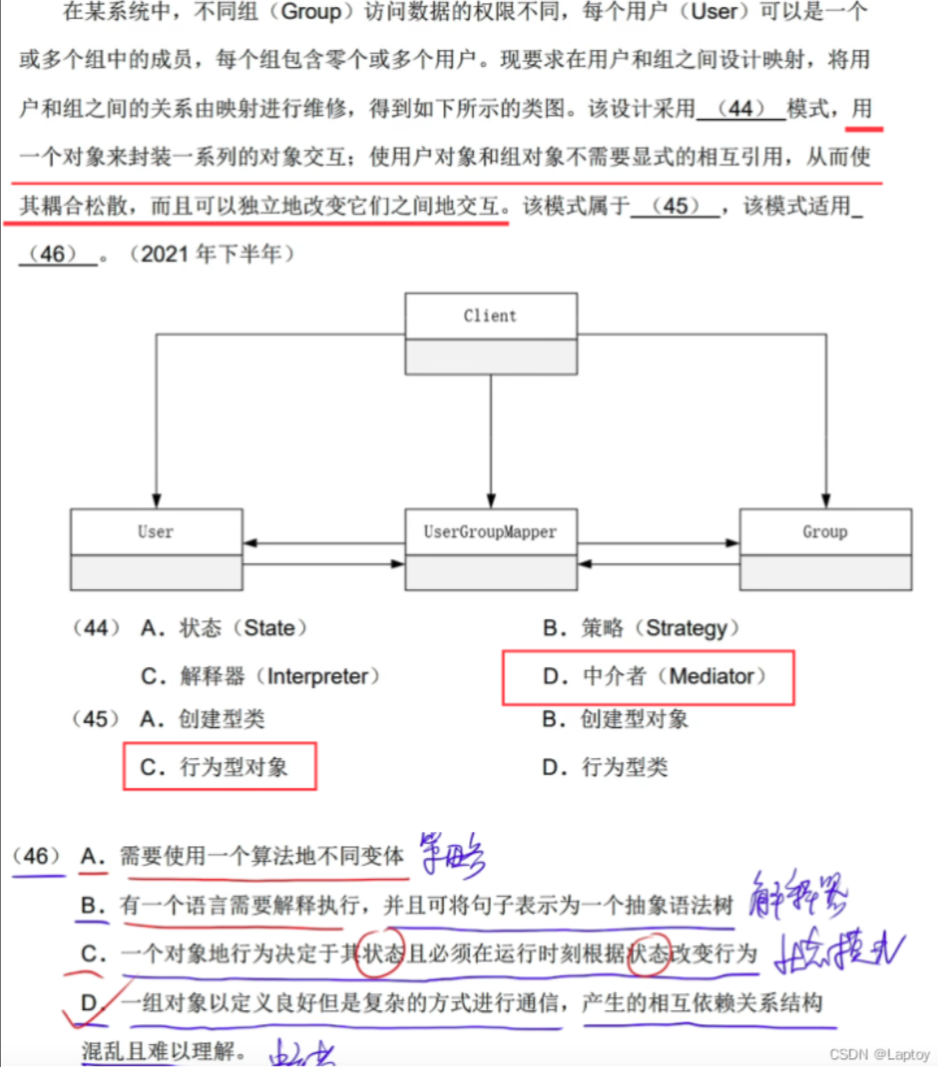 在某系统中，不同组（Group）访问数据的权限不同，每个用户（User）可以是一个
或多个组中的成员，每个组包含零个或多个用户。现要求在用户和组之间设计映射，将用
户和组之间的关系由映射进行维修，得到如下所示的类图。该设计采用（44）模式，用
一个对象来封装一系列的对象交互；使用户对象和组对象不需要显式的相互引用，从而使
其耦合松散，而且可以独立地改变它们之间地交互。该模式属于（45），该模式适用
（46）。（2021 年下半年）
Client
User UserGroupMapper Group
（44） A．状态（State） B．策略（Strategy）
C．解释器（Interpreter） D．中介者（Mediator）
（45） A．创建型类 B．创建型对象
C．行为型对象 D．行为型类
（46） A．需要使用一个算法地不同变体 策略
B．有一个语言需要解释执行，并且可将句子表示为一个抽象语法树 解释器
C．一个对象地行为决定于其状态且必须在运行时刻根据状态改变行为 状态模式
D．一组对象以定义良好但是复杂的方式进行通信，产生的相互依赖关系结构
混乱且难以理解。 中介者
CSDN @Laptoy